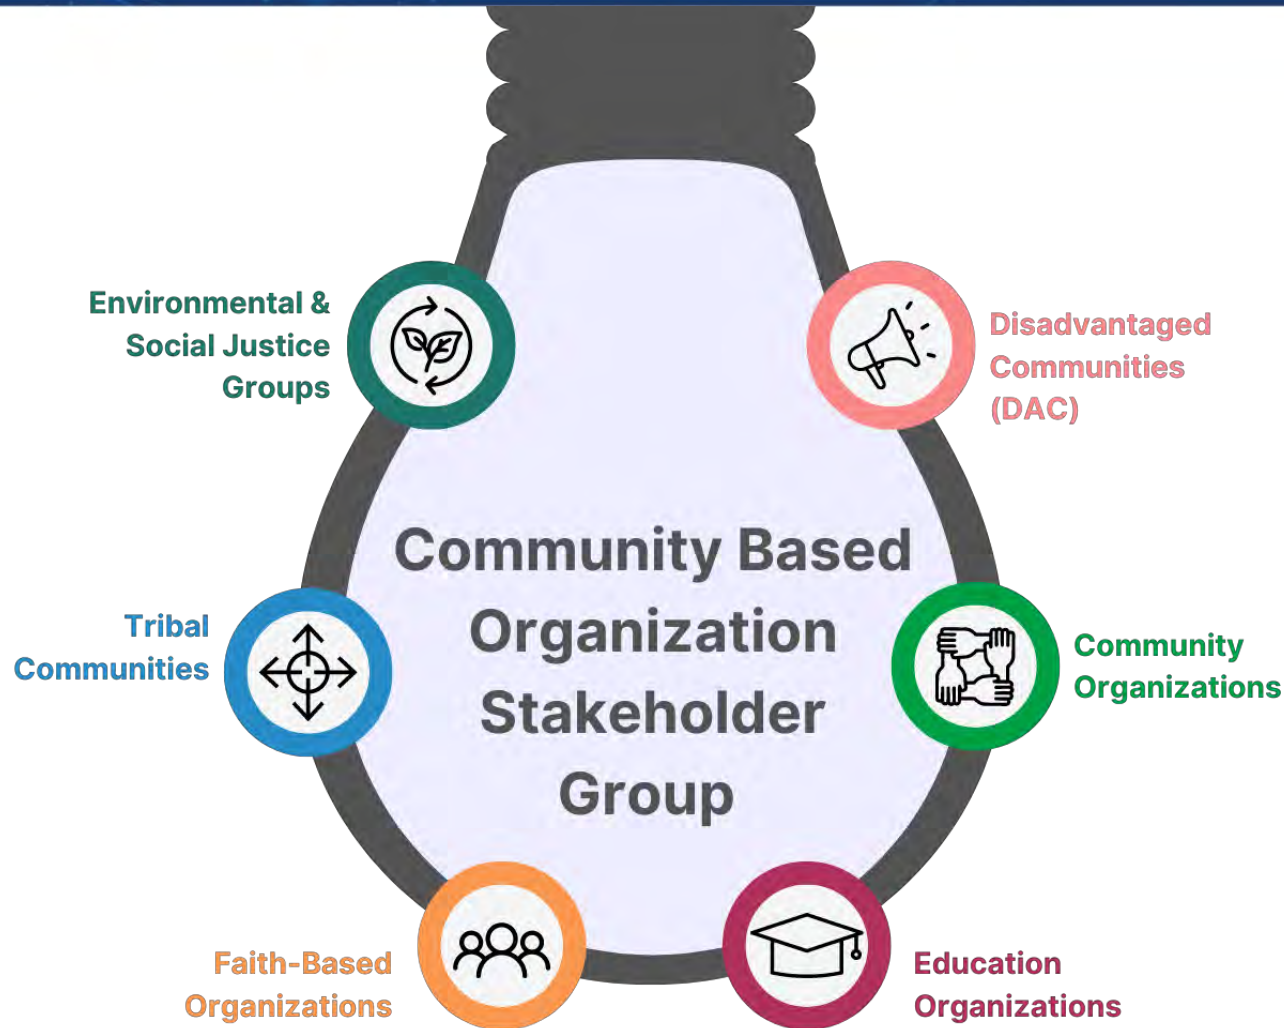 Environmental &
Social Justice
Groups
Disadvantaged
Communities
(DAC)
Community Based
Organization
Stakeholder
Group
Tribal
Communities
Community
Organizations
Faith-Based
Organizations
Education
Organizations